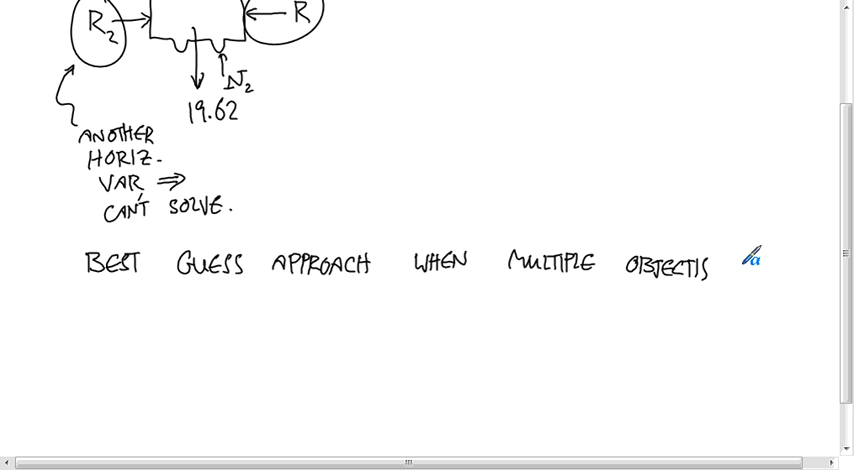 R2 R
N2
19.62
ANOTHER
HORIZ.
VAR ⇒
CAN'T SOLVE.
BEST GUESS APPROACH WHEN MULTIPLE OBJECTIS